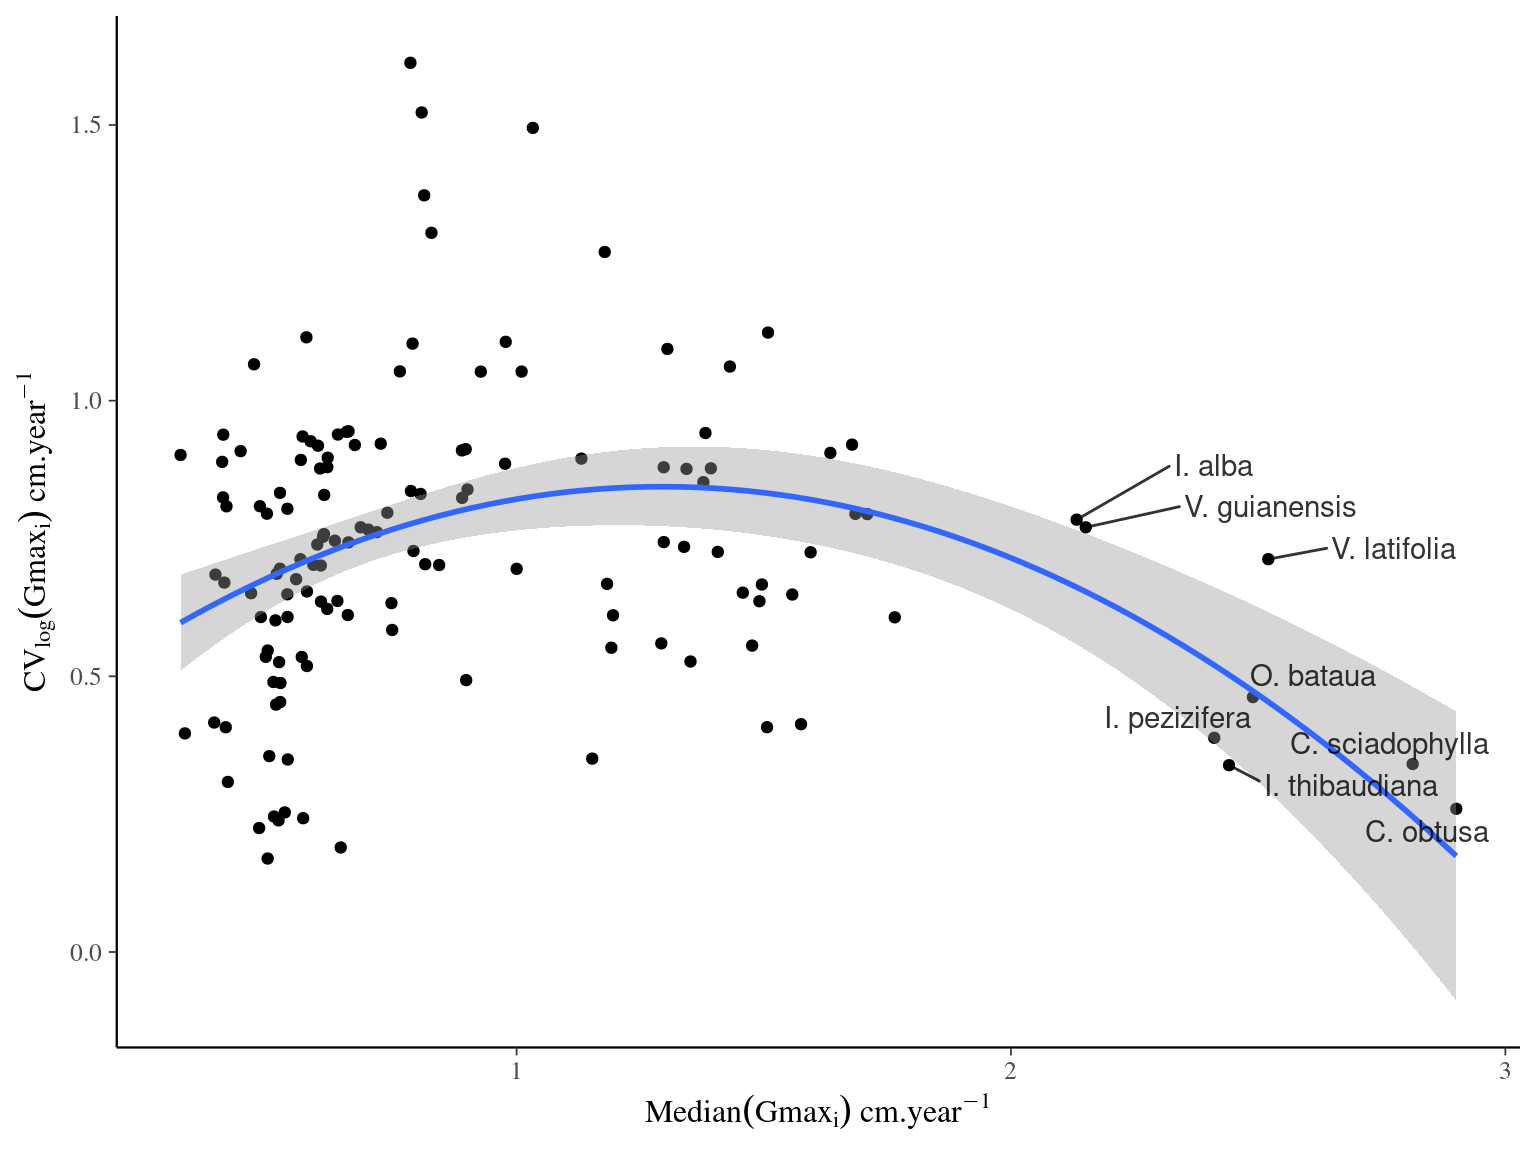 CVlog(Gmaxi) cm.year−1
1.5
1.0
0.5
0.0
I. alba
V. guianensis
V. latifolia
O. bataua
I. pezizifera
C. sciadophylla
I. thibaudiana
C. obtusa
1 2 3
Median(Gmaxi) cm.year−1